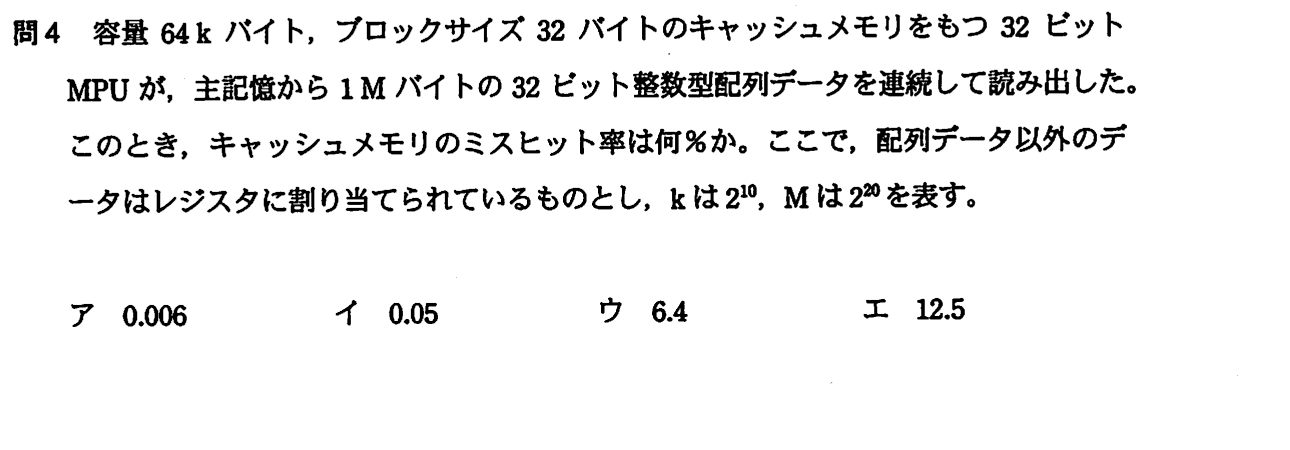 問4 容量 64 k バイト，ブロックサイズ 32 バイトのキャッシュメモリをもつ 32 ビット
MPU が，主記憶から 1 M バイトの 32 ビット整数型配列データを連続して読み出した。
このとき，キャッシュメモリのミスヒット率は何％か。ここで，配列データ以外のデ
ータはレジスタに割り当てられているものとし，k は 2¹⁰，M は 2²⁰ を表す。
ア 0.006 イ 0.05 ウ 6.4 エ 12.5